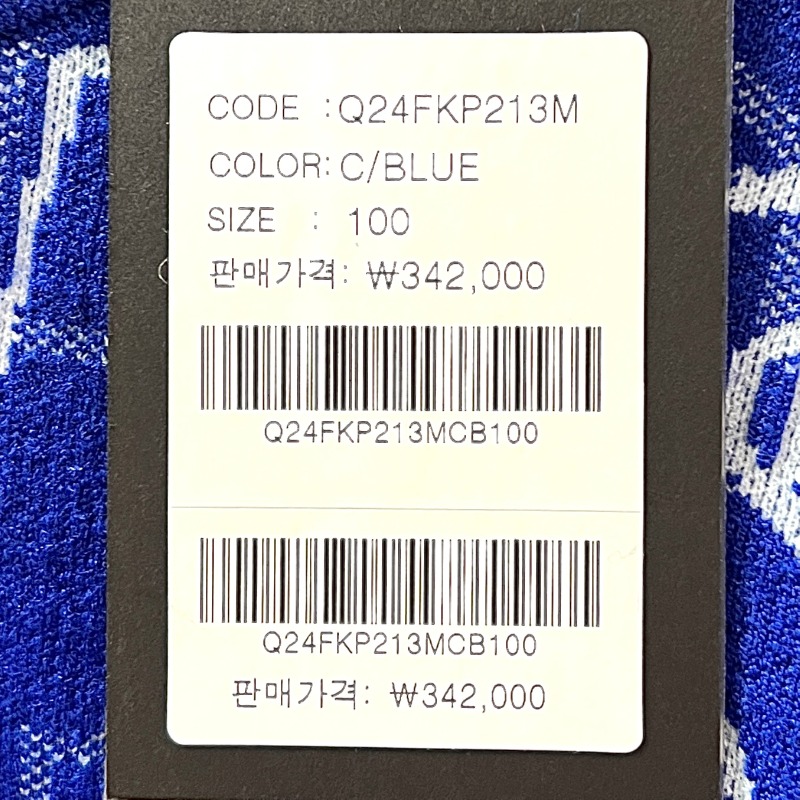 CODE :Q24FKP213M
COLOR: C/BLUE
SIZE : 100
판매가격: ₩342,000
Q24FKP213MCB100
Q24FKP213MCB100
판매가격: ₩342,000